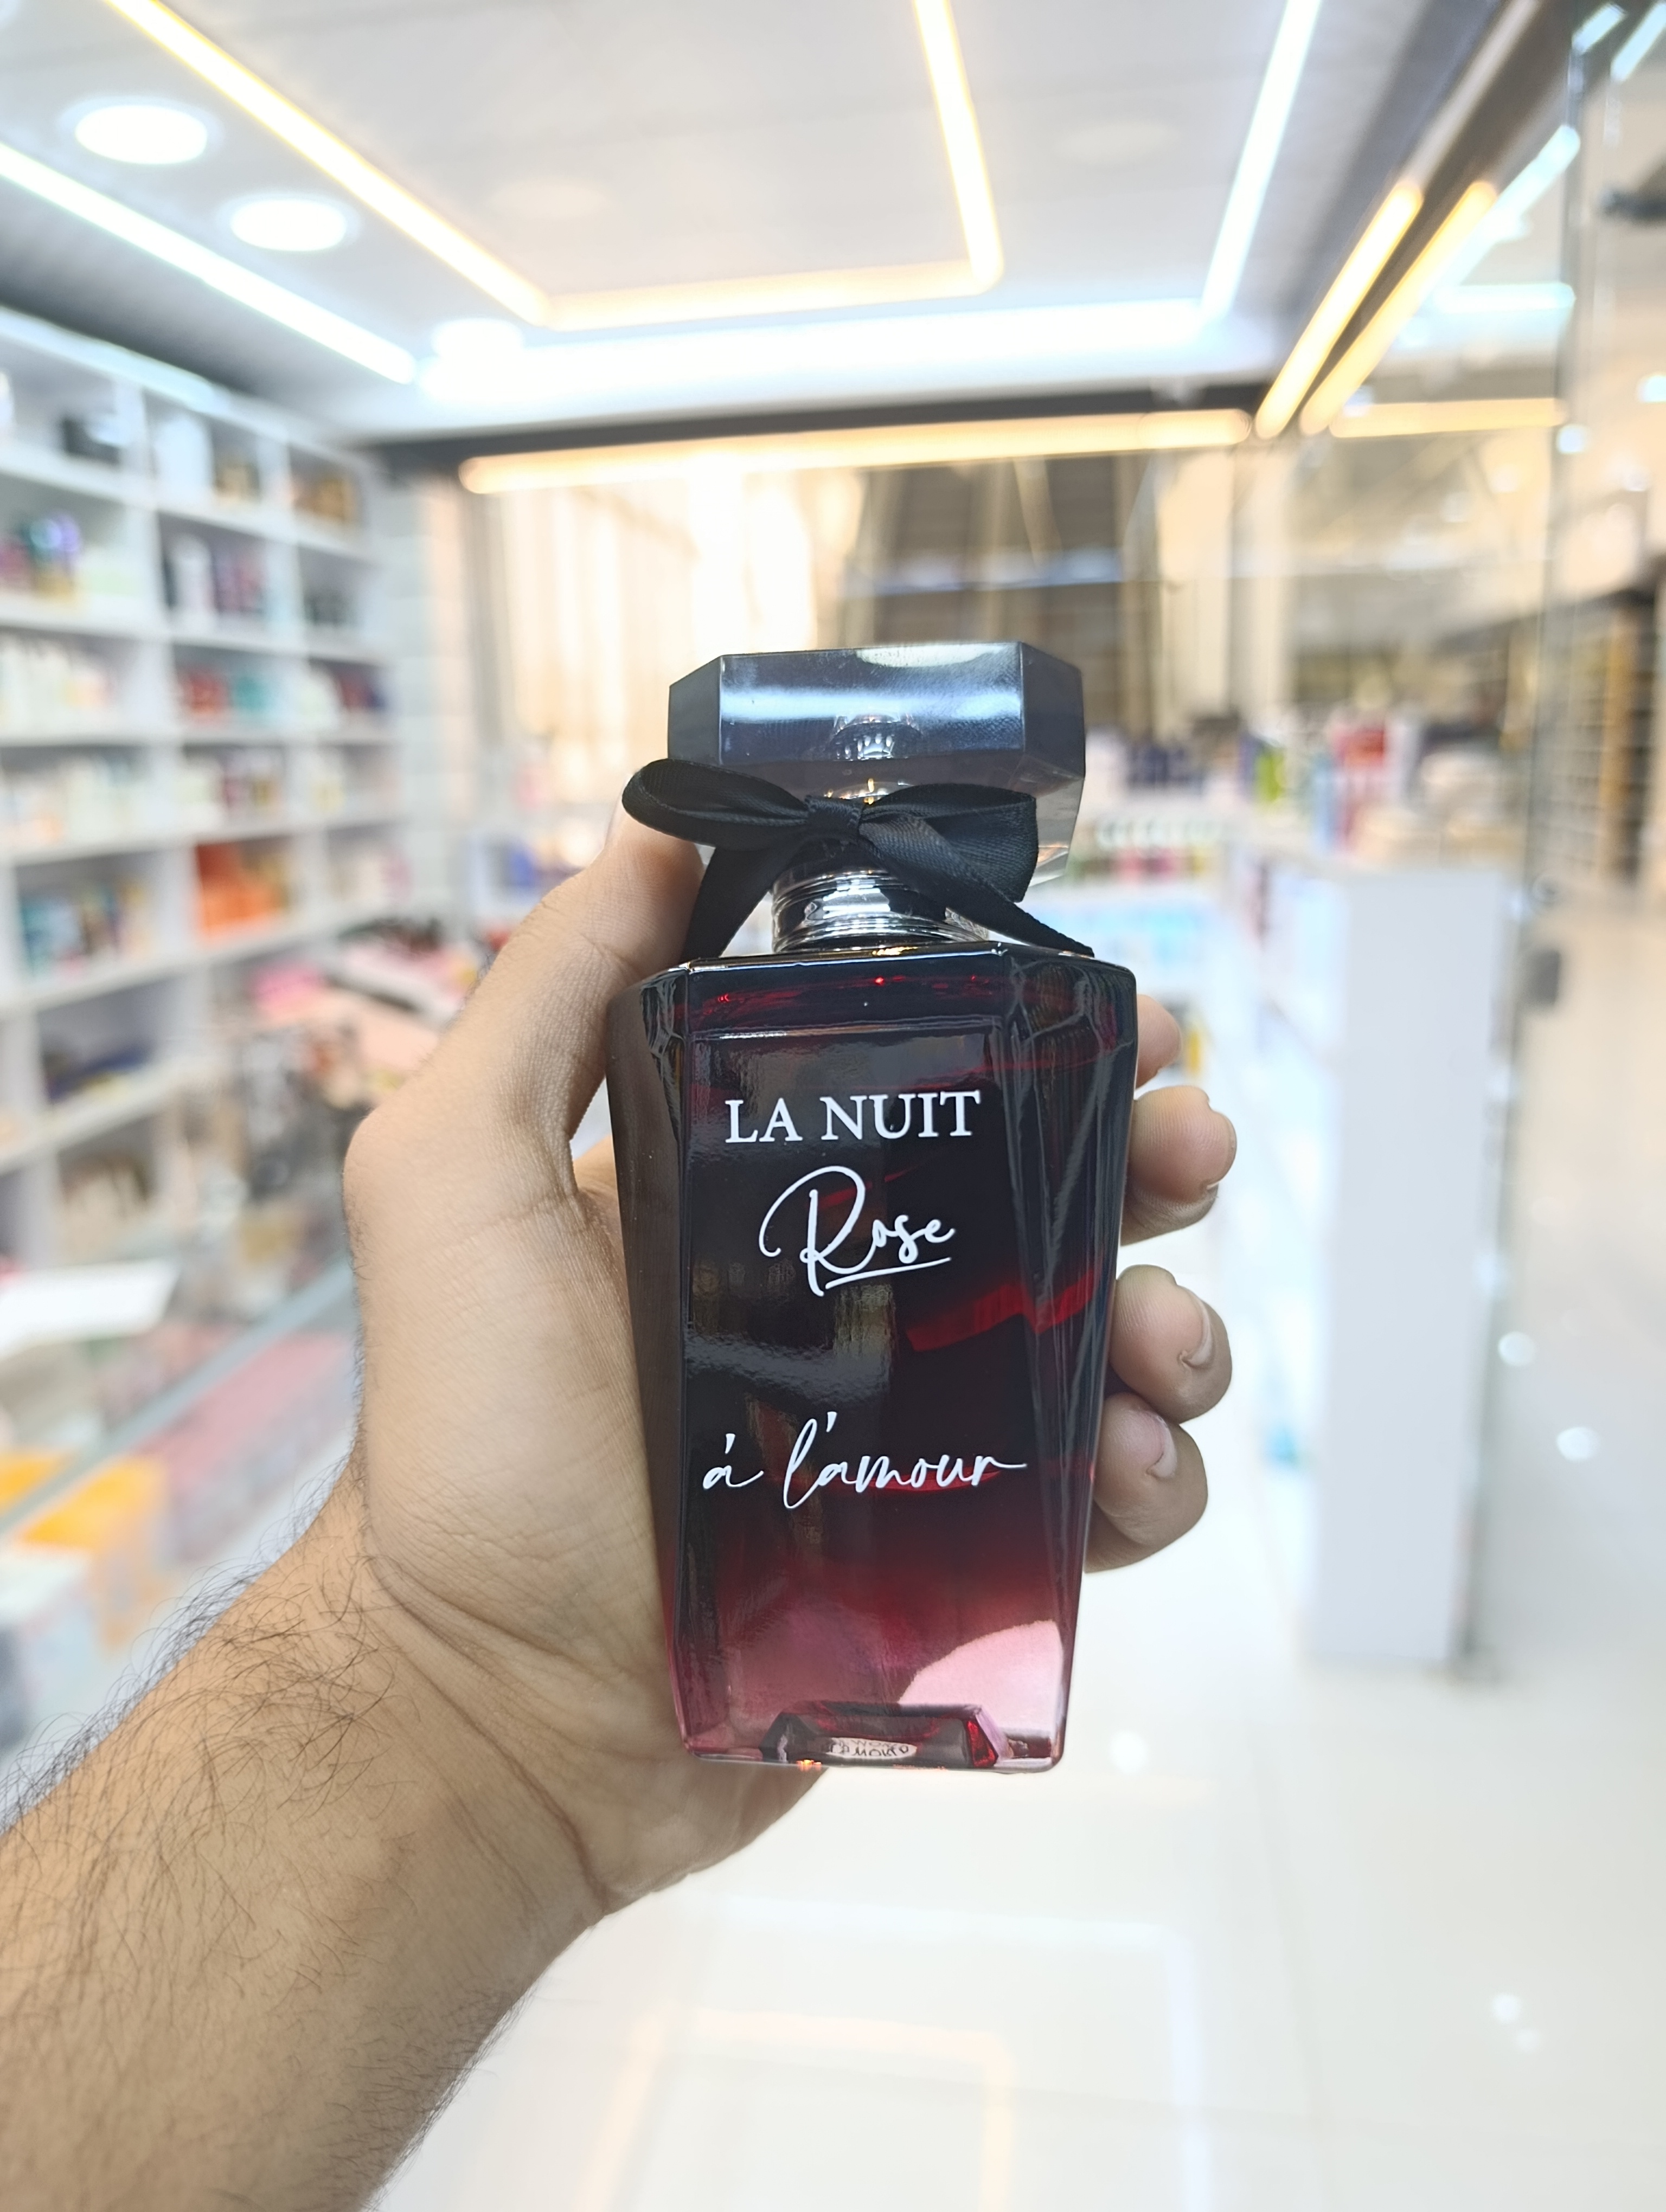 LA NUIT
Rose
á l'amour